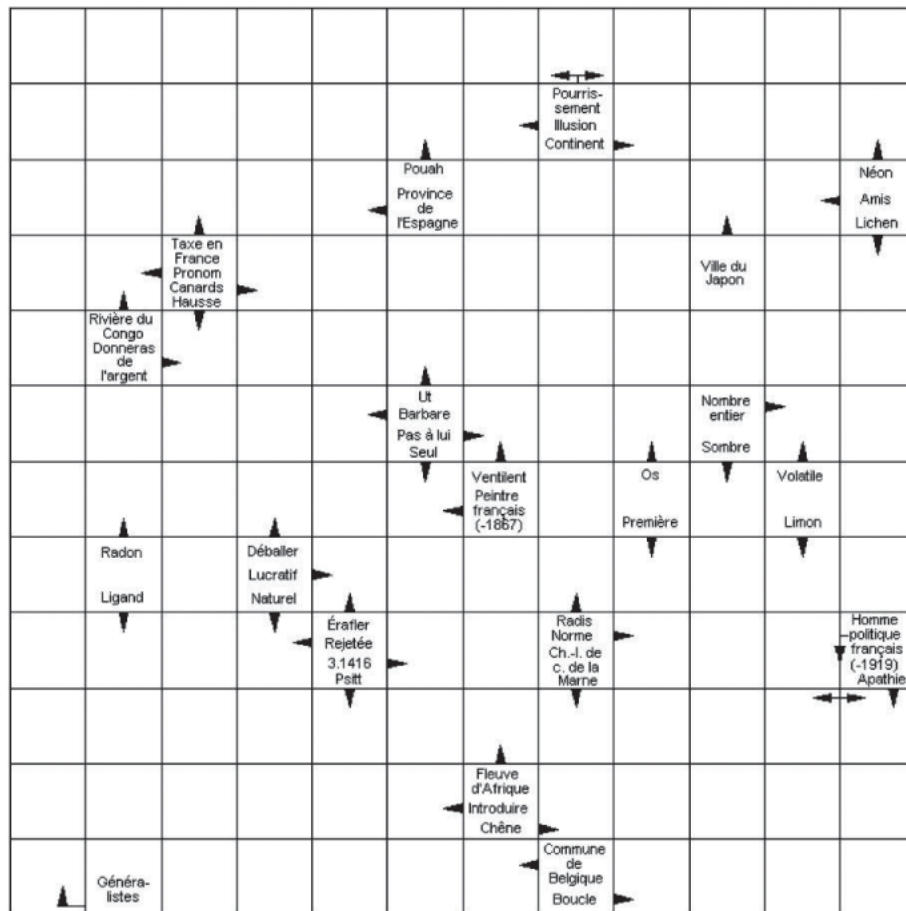 Pourris-
sement
Illusion
Continent
Pouah
Province
de
l'Espagne
Néon
Amis
Lichen
Taxe en
France
Pronom
Canards
Hausse
Ville du
Japon
Rivière du
Congo
Donneras
de
l'argent
Ut
Barbare
Pas à lui
Seul
Nombre
entier
Sombre
Ventilent
Peintre
français
(-1867)
Os
Première
Volatile
Limon
Radon
Ligand
Déballer
Lucratif
Naturel
Érafler
Rejetée
3.1416
Psitt
Radis
Norme
Ch.-l. de
c. de la
Marne
Homme
politique
français
(-1919)
Apathie
Fleuve
d'Afrique
Introduire
Chêne
Généra-
listes
Commune
de
Belgique
Boucle